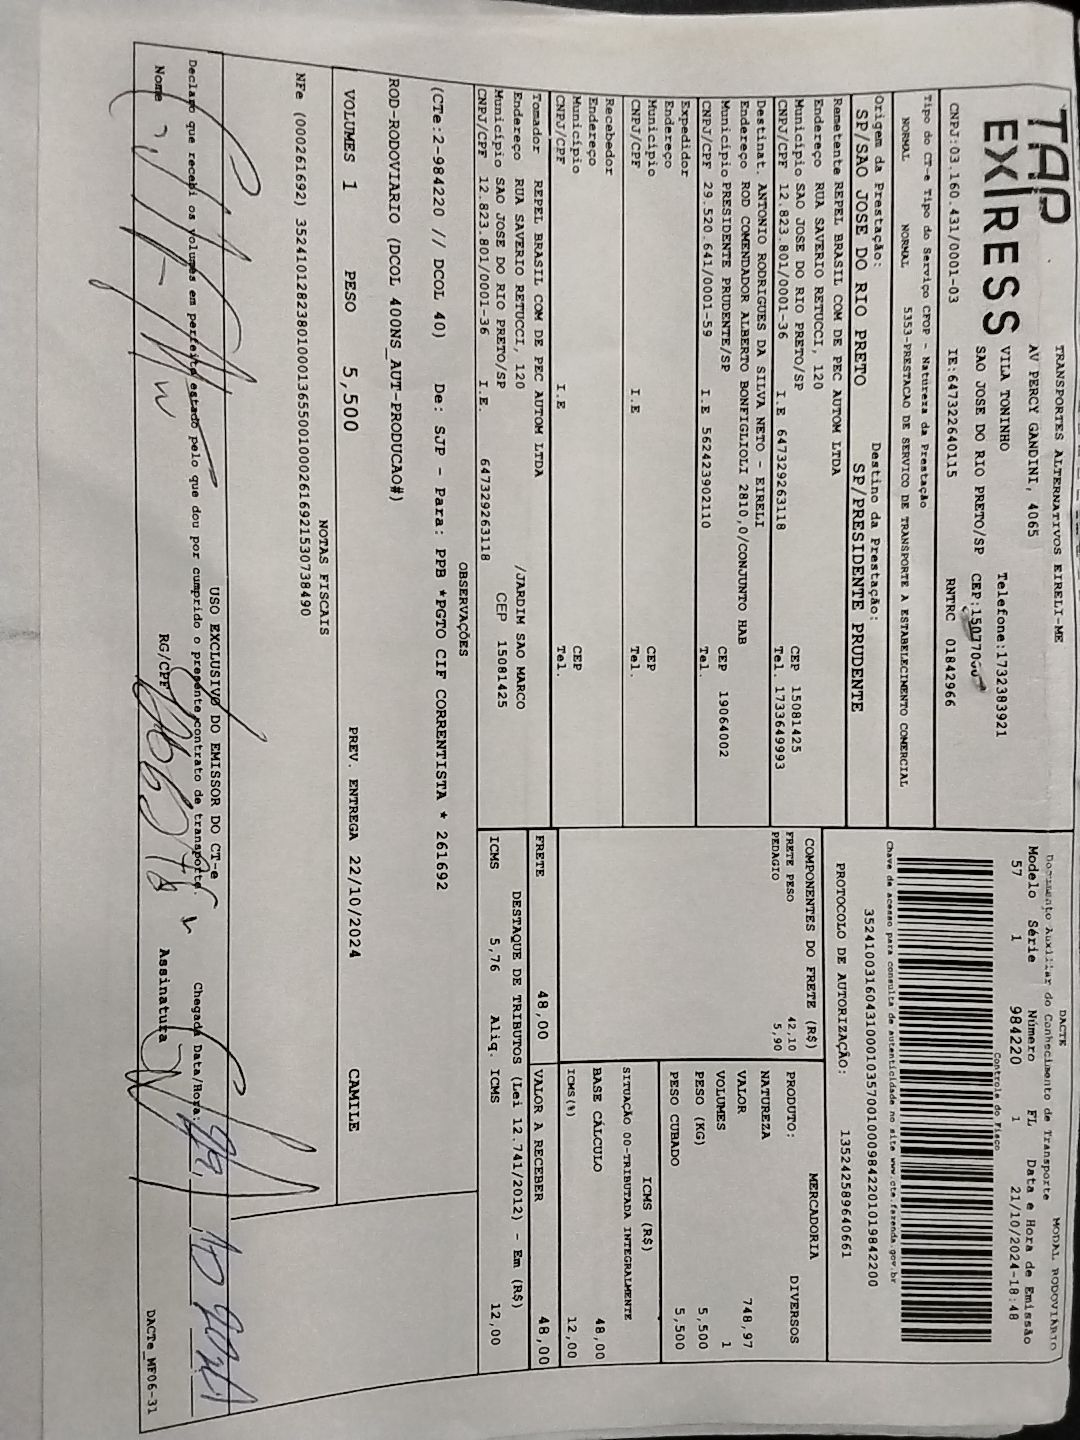 TAP
EXPRESS
TRANSPORTES ALTERNATIVOS EIRELI-ME
AV PERCY GANDINI, 4065
VILA TONINHO Telefone:1732383921
SAO JOSE DO RIO PRETO/SP CEP:
CNPJ:03.160.431/0001-03 IE:647322640115 RNTRC 01842966
Tipo do CT-e Tipo do Serviço CFOP - Natureza da Prestação
NORMAL NORMAL 5353-PRESTACAO DE SERVICO DE TRANSPORTE A ESTABELECIMENTO COMERCIAL
Origem da Prestação: Destino da Prestação:
SP/SAO JOSE DO RIO PRETO SP/PRESIDENTE PRUDENTE
Remetente REPEL BRASIL COM DE PEC AUTOM LTDA
Endereço RUA SAVERIO RETUCCI, 120
Município SAO JOSE DO RIO PRETO/SP CEP 15081425
CNPJ/CPF 12.823.801/0001-36 I.E 647329263118 Tel. 1733649993
Destinat. ANTONIO RODRIGUES DA SILVA NETO - EIRELI
Endereço ROD COMENDADOR ALBERTO BONFIGLIOLI 2810,0/CONJUNTO HAB
Município PRESIDENTE PRUDENTE/SP CEP 19064002
CNPJ/CPF 29.520.641/0001-59 I.E 562423902110 Tel.
Expedidor
Endereço
Município CEP
CNPJ/CPF I.E Tel.
Recebedor
Endereço
Município CEP
CNPJ/CPF I.E Tel.
Tomador REPEL BRASIL COM DE PEC AUTOM LTDA
Endereço RUA SAVERIO RETUCCI, 120 /JARDIM SAO MARCO
Município SAO JOSE DO RIO PRETO/SP CEP 15081425
CNPJ/CPF 12.823.801/0001-36 I.E. 647329263118
DACTE MODAL RODOVIÁRIO
Documento Auxiliar do Conhecimento de Transporte
Modelo Série Número FL Data e Hora de Emissão
57 1 984220 1 21/10/2024-18:48
Controle do Fisco
Chave de acesso para consulta de autenticidade no site www.cte.fazenda.gov.br
35241003160431000103570010009842201019842200
PROTOCOLO DE AUTORIZAÇÃO: 135242589640661
COMPONENTES DO FRETE (R$)
FRETE PESO 42,10
PEDAGIO 5,90
MERCADORIA
PRODUTO: DIVERSOS
NATUREZA
VALOR 748,97
VOLUMES 1
PESO (KG) 5,500
PESO CUBADO 5,500
ICMS (R$)
SITUAÇÃO 00-TRIBUTADA INTEGRALMENTE
BASE CÁLCULO 48,00
ICMS(%) 12,00
FRETE 48,00 VALOR A RECEBER 48,00
DESTAQUE DE TRIBUTOS (Lei 12.741/2012) - Em (R$)
ICMS 5,76 Aliq. ICMS 12,00
OBSERVAÇÕES
(CTe:2-984220 // DCOL 40) De: SJP - Para: PPB *PGTO CIF CORRENTISTA * 261692
ROD-RODOVIARIO (DCOL 400NS_AUT-PRODUCAO#)
VOLUMES 1 PESO 5,500 PREV. ENTREGA 22/10/2024 CAMILE
NOTAS FISCAIS
NFe (000261692) 35241012823801000136550010002616921530738490
USO EXCLUSIVO DO EMISSOR DO CT-e
Declaro que recebi os volumes em perfeito estado pelo que dou por cumprido o presente contrato de transporte. Chegada Data/Hora:
Nome RG/CPF Assinatura
DACTe_MF06-31